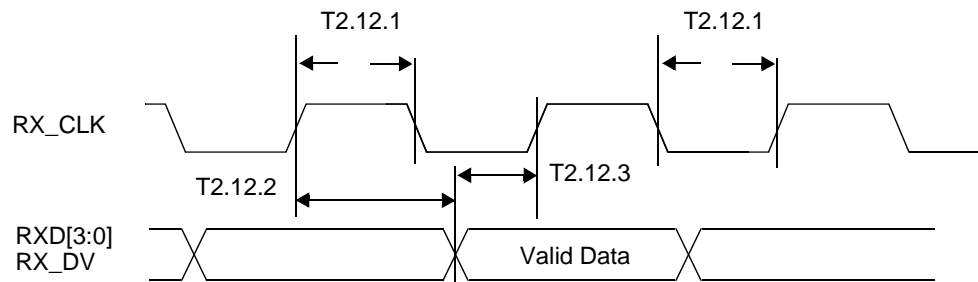 T2.12.1 T2.12.1
RX_CLK
T2.12.2 T2.12.3
RXD[3:0]
RX_DV
Valid Data